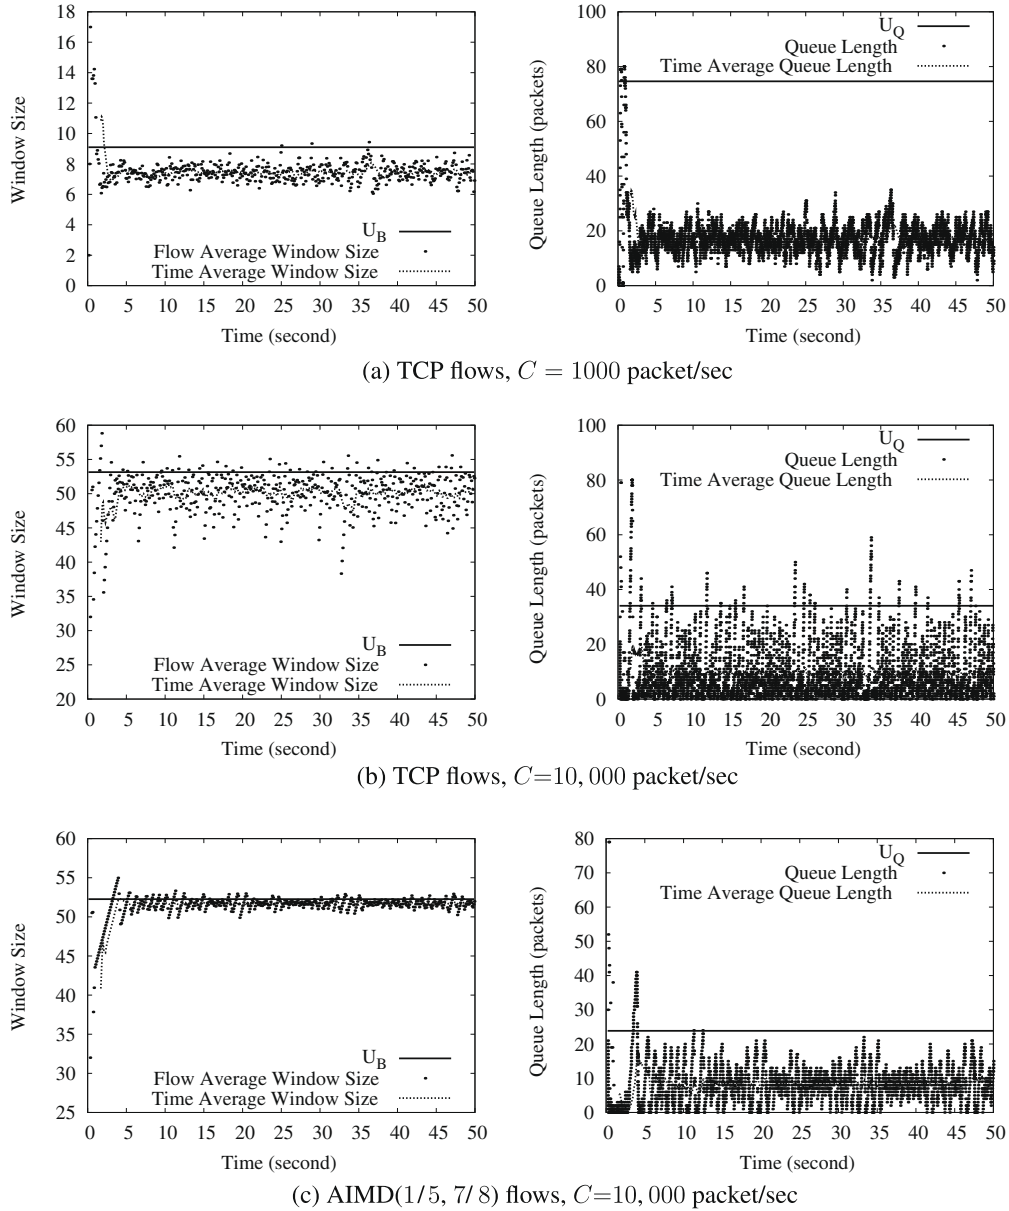 18
16
14
12
10
8
6
4
2
0
Window Size
U_B
Flow Average Window Size
Time Average Window Size
0 5 10 15 20 25 30 35 40 45 50
Time (second)
100
80
60
40
20
0
Queue Length (packets)
U_Q
Queue Length
Time Average Queue Length
0 5 10 15 20 25 30 35 40 45 50
Time (second)
(a) TCP flows, C = 1000 packet/sec
60
55
50
45
40
35
30
25
20
Window Size
U_B
Flow Average Window Size
Time Average Window Size
0 5 10 15 20 25 30 35 40 45 50
Time (second)
100
80
60
40
20
0
Queue Length (packets)
U_Q
Queue Length
Time Average Queue Length
0 5 10 15 20 25 30 35 40 45 50
Time (second)
(b) TCP flows, C=10,000 packet/sec
60
55
50
45
50
35
30
25
Window Size
U_B
Flow Average Window Size
Time Average Window Size
0 5 10 15 20 25 30 35 40 45 50
Time (second)
80
70
60
50
40
30
20
10
0
Queue Length (packets)
U_Q
Queue Length
Time Average Queue Length
0 5 10 15 20 25 30 35 40 45 50
Time (second)
(c) AIMD(1/5, 7/8) flows, C=10,000 packet/sec